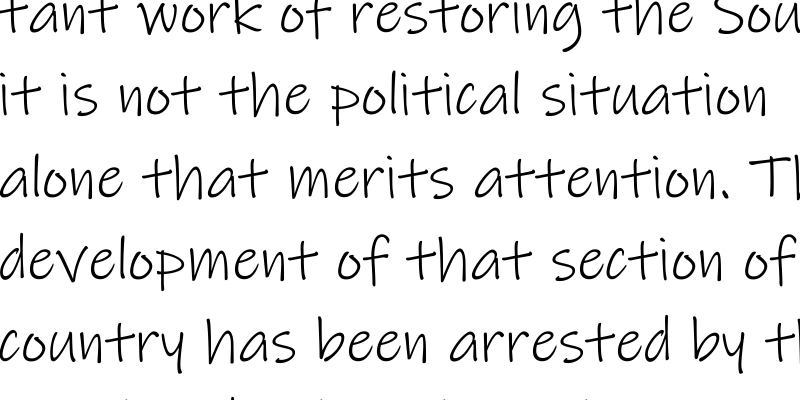 tant work of restoring the Sou
it is not the political situation
alone that merits attention. Th
development of that section of
country has been arrested by th